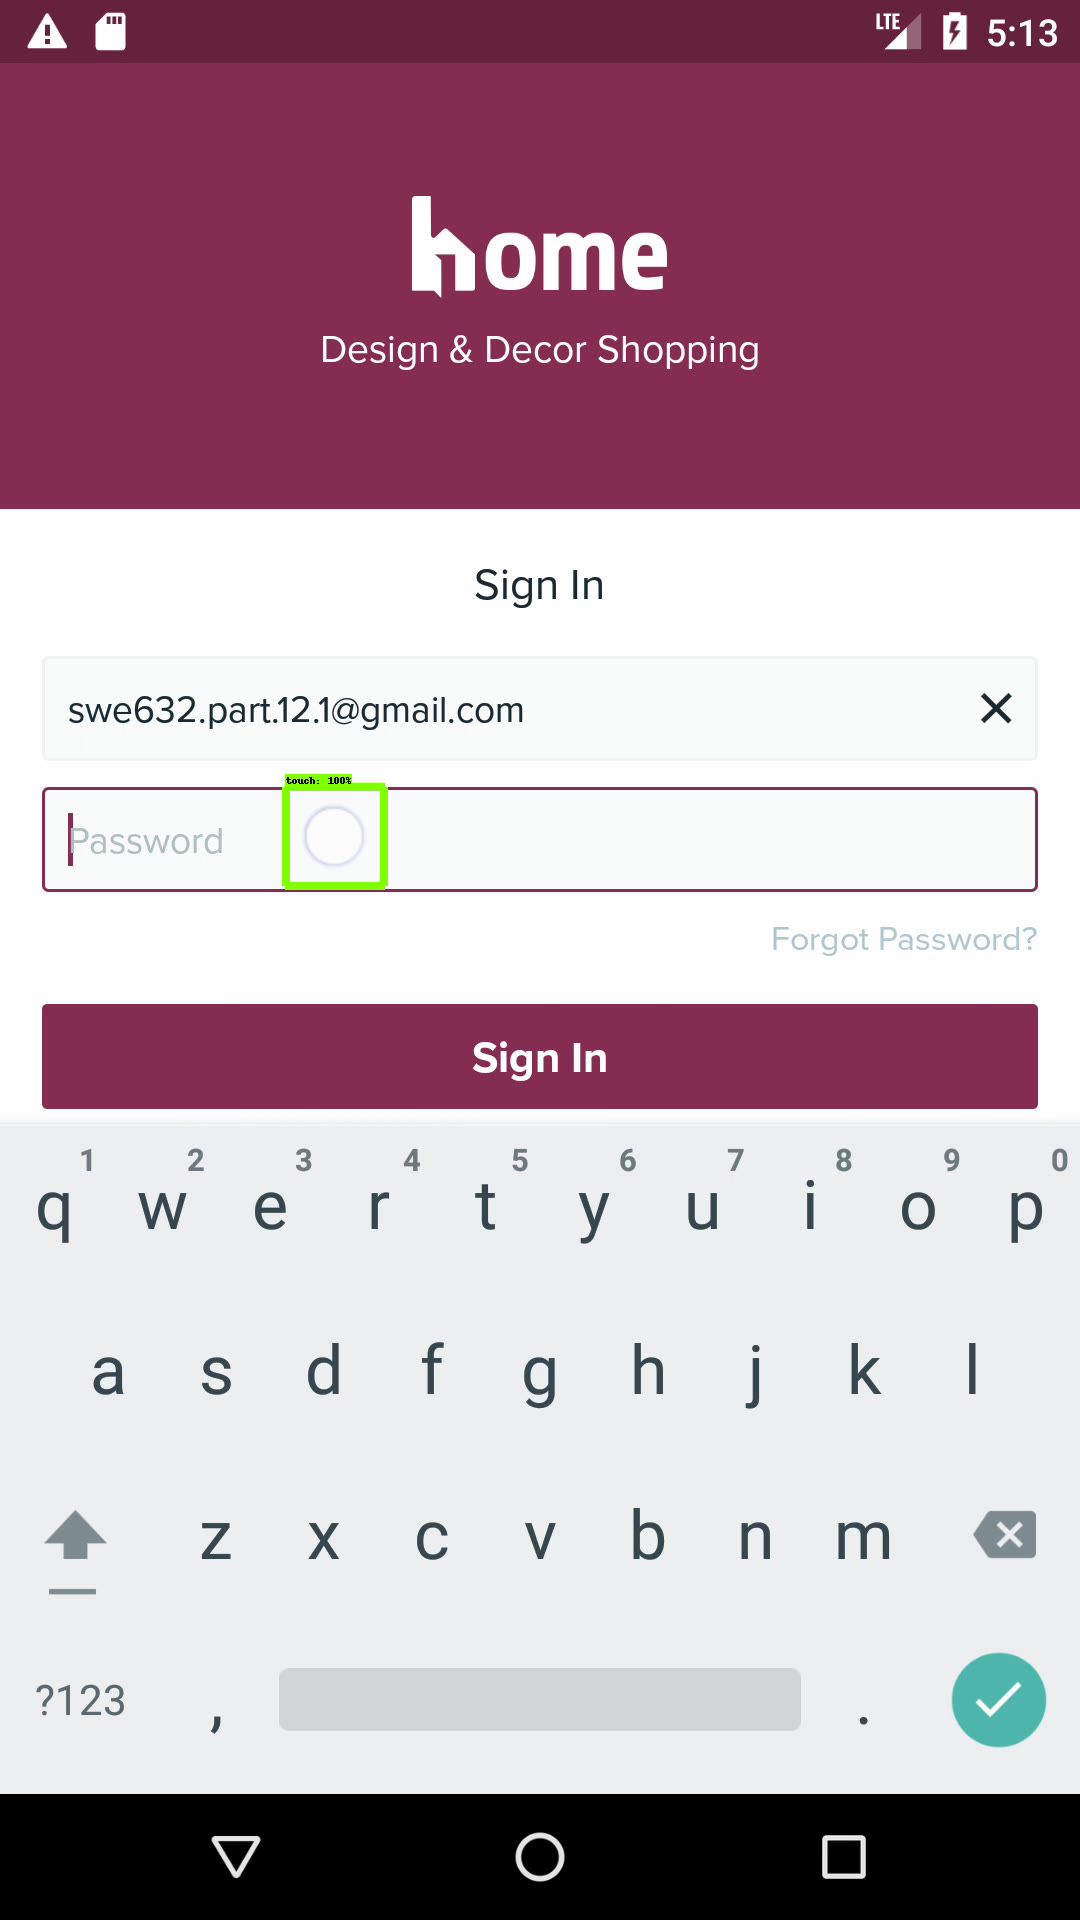 LTE 5:13
home
Design & Decor Shopping
Sign In
swe632.part.12.1@gmail.com
touch: 100%
Password
Forgot Password?
Sign In
1 2 3 4 5 6 7 8 9 0
q w e r t y u i o p
a s d f g h j k l
z x c v b n m
?123 , .